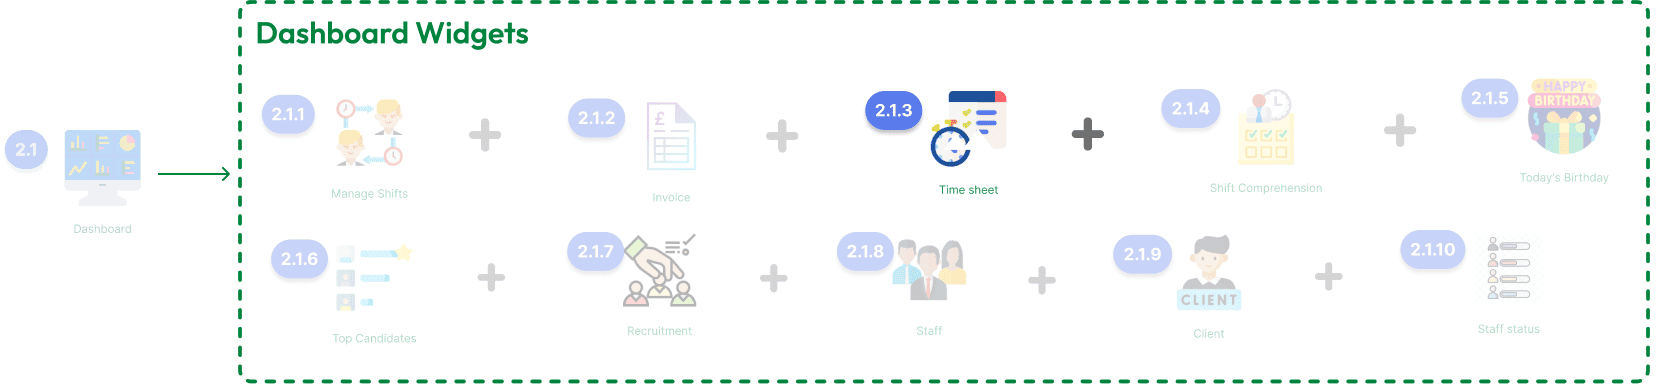 Dashboard Widgets
2.1
Dashboard
2.1.1
Manage Shifts
2.1.2
£
Invoice
2.1.3
Time sheet
2.1.4
Shift Comprehension
2.1.5
HAPPY
BIRTHDAY
Today's Birthday
2.1.6
Top Candidates
2.1.7
Recruitment
2.1.8
Staff
2.1.9
CLIENT
Client
2.1.10
Staff status